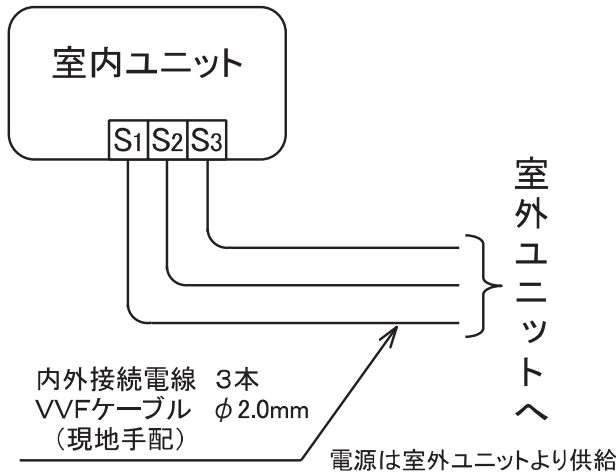 室内ユニット
S1 S2 S3
室外ユニットへ
内外接続電線 3本
VVFケーブル φ2.0mm
(現地手配)
電源は室外ユニットより供給